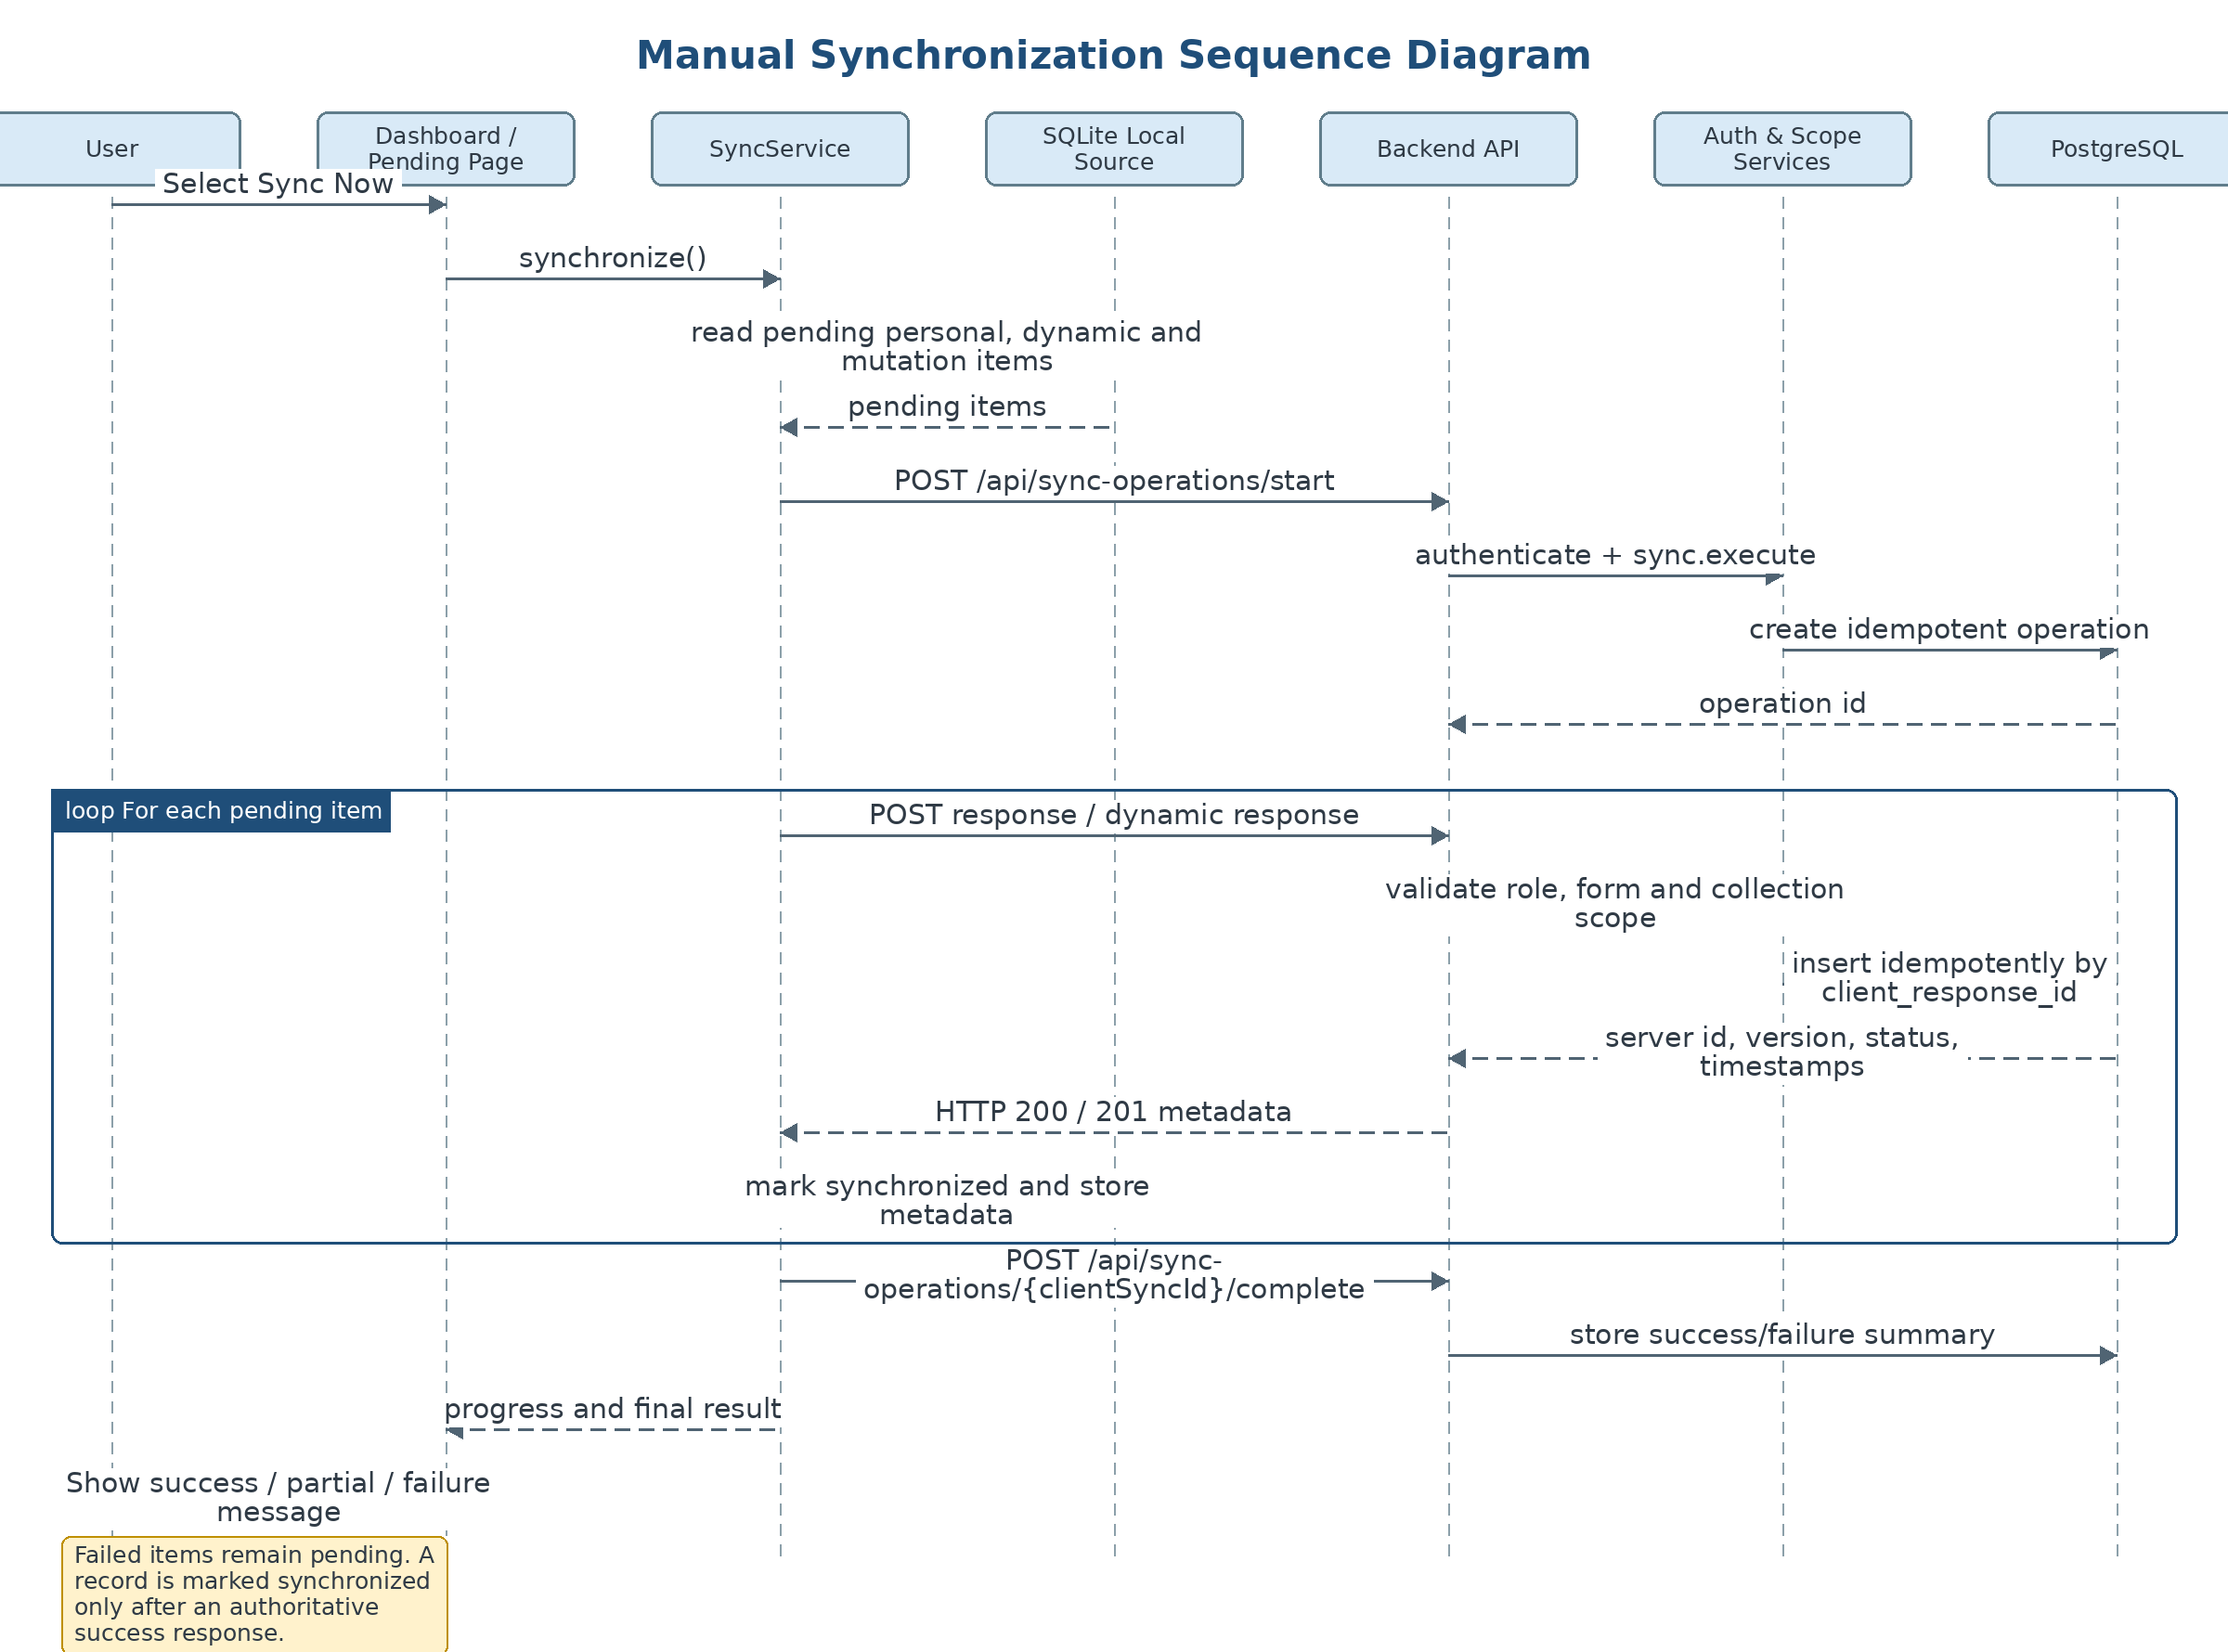 Manual Synchronization Sequence Diagram
User
Dashboard /
Pending Page
SyncService
SQLite Local
Source
Backend API
Auth & Scope
Services
PostgreSQL
Select Sync Now
synchronize()
read pending personal, dynamic and
mutation items
pending items
POST /api/sync-operations/start
authenticate + sync.execute
create idempotent operation
operation id
loop For each pending item
POST response / dynamic response
validate role, form and collection
scope
insert idempotently by
client_response_id
server id, version, status,
timestamps
HTTP 200 / 201 metadata
mark synchronized and store
metadata
POST /api/sync-
operations/{clientSyncId}/complete
store success/failure summary
progress and final result
Show success / partial / failure
message
Failed items remain pending. A
record is marked synchronized
only after an authoritative
success response.